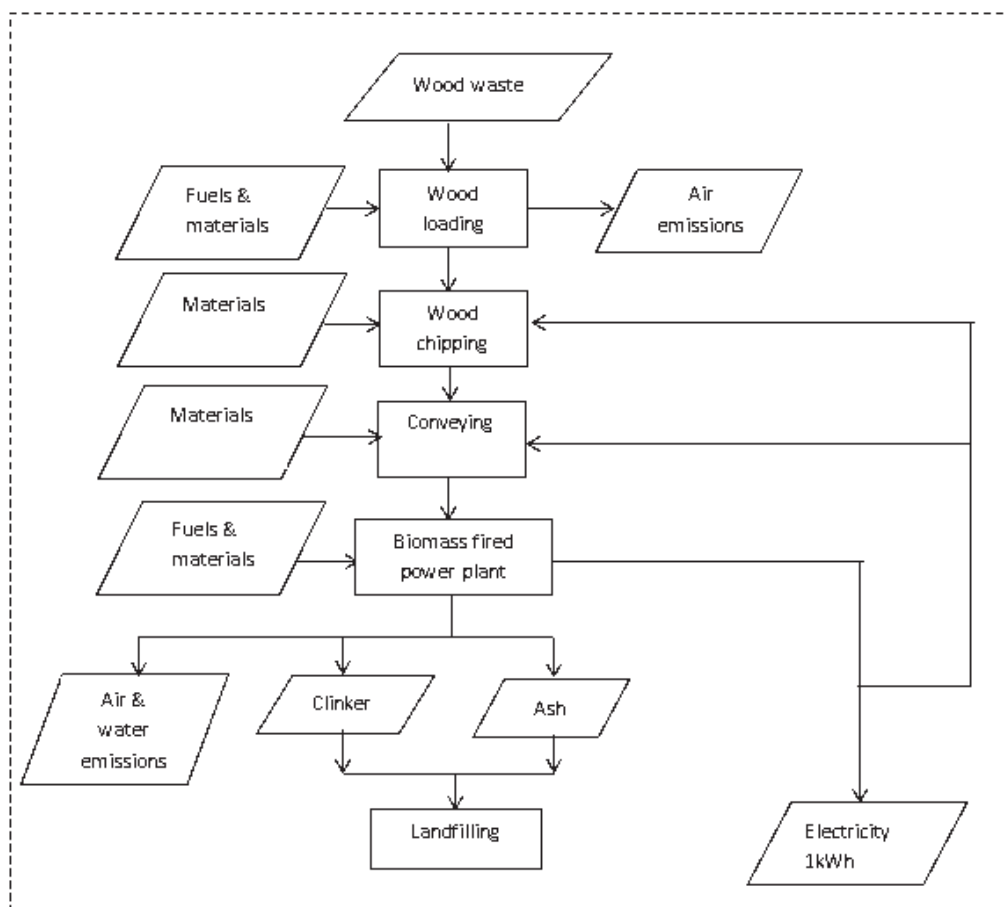 Wood waste
Fuels &
materials
Wood
loading
Air
emissions
Materials
Wood
chipping
Materials
Conveying
Fuels &
materials
Biomass fired
power plant
Air &
water
emissions
Clinker
Ash
Landfilling
Electricity
1kWh